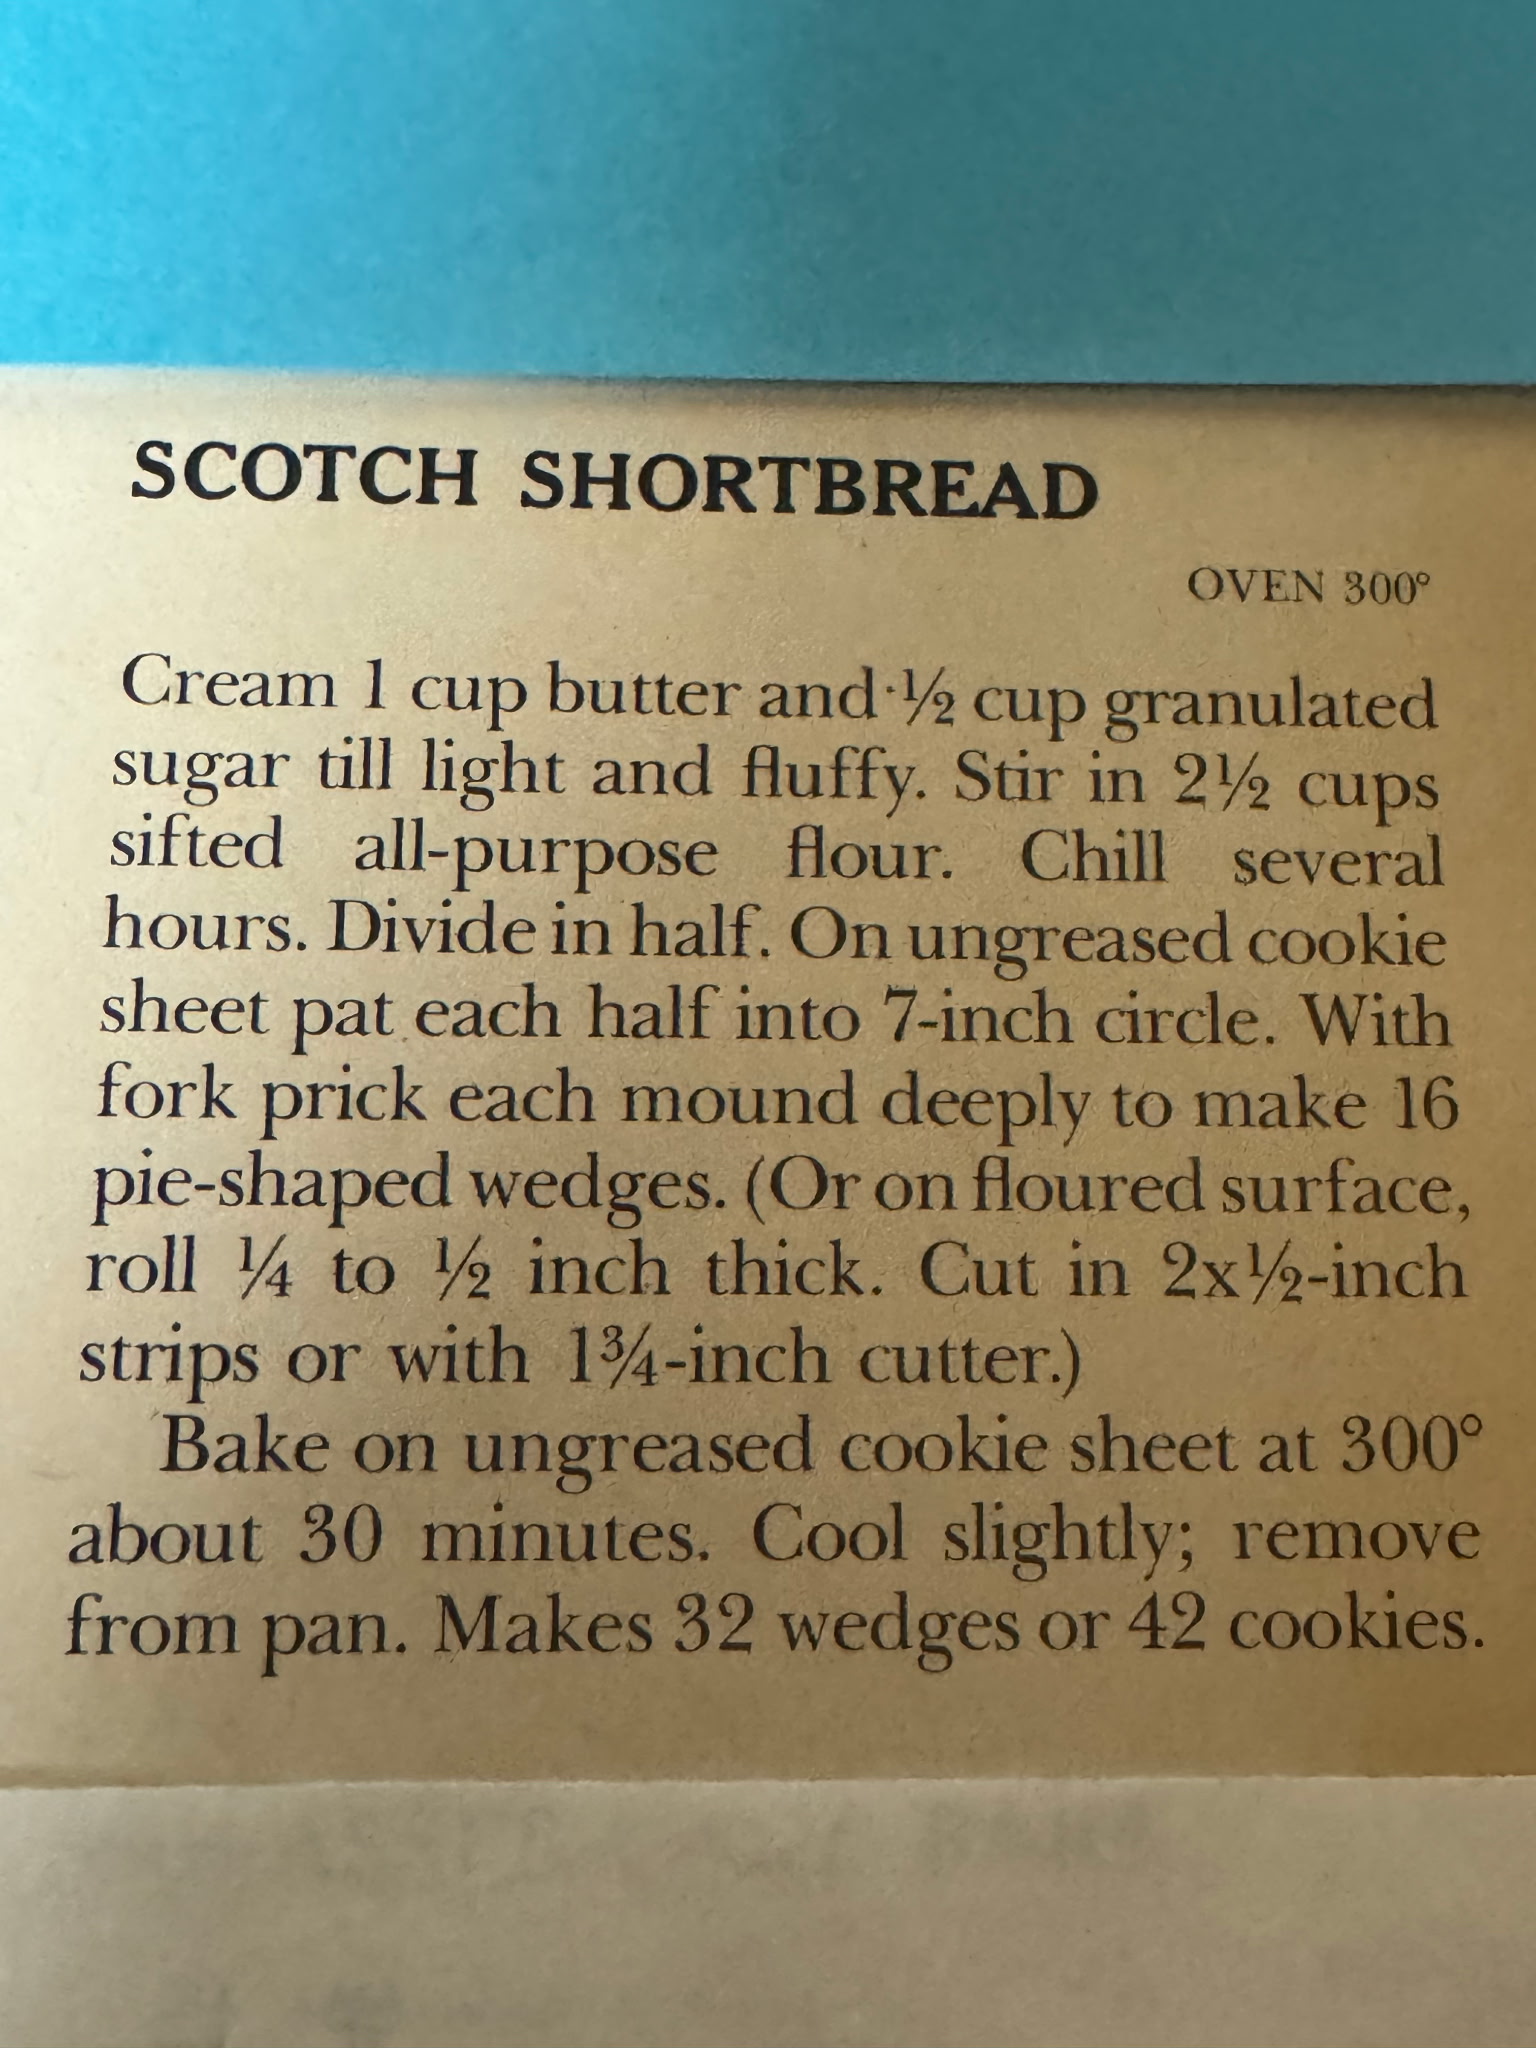 SCOTCH SHORTBREAD
OVEN 300°
Cream 1 cup butter and ½ cup granulated
sugar till light and fluffy. Stir in 2½ cups
sifted all-purpose flour. Chill several
hours. Divide in half. On ungreased cookie
sheet pat each half into 7-inch circle. With
fork prick each mound deeply to make 16
pie-shaped wedges. (Or on floured surface,
roll ¼ to ½ inch thick. Cut in 2x½-inch
strips or with 1¾-inch cutter.)
Bake on ungreased cookie sheet at 300°
about 30 minutes. Cool slightly; remove
from pan. Makes 32 wedges or 42 cookies.